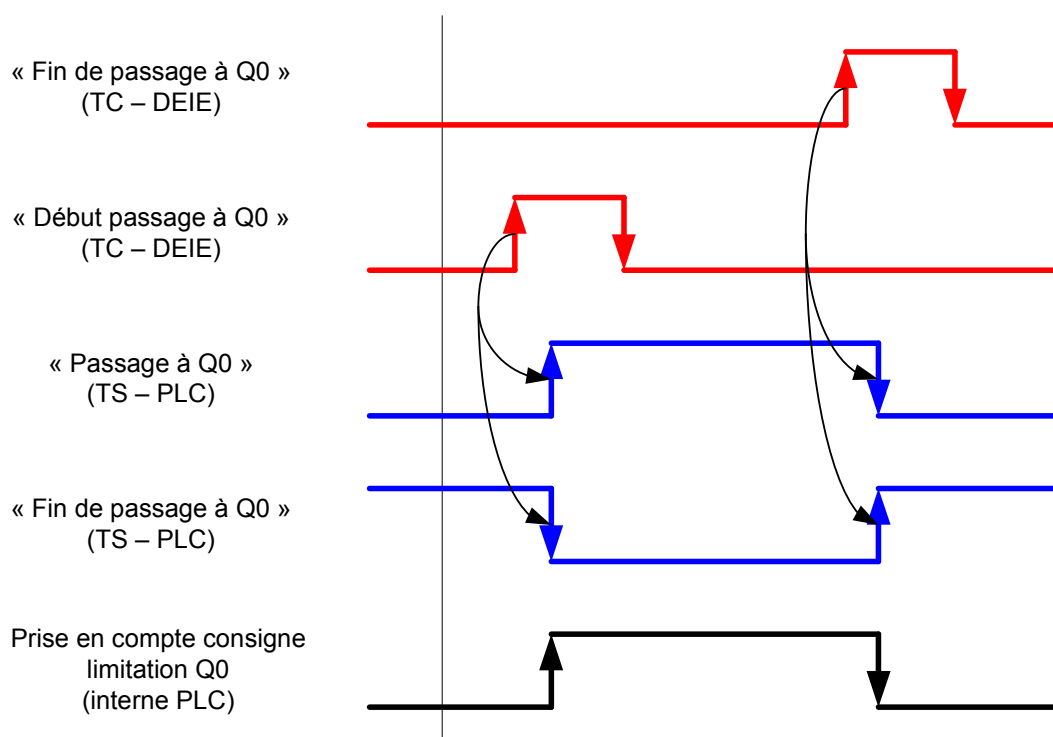 « Fin de passage à Q0 »
(TC – DEIE)
« Début passage à Q0 »
(TC – DEIE)
« Passage à Q0 »
(TS – PLC)
« Fin de passage à Q0 »
(TS – PLC)
Prise en compte consigne
limitation Q0
(interne PLC)